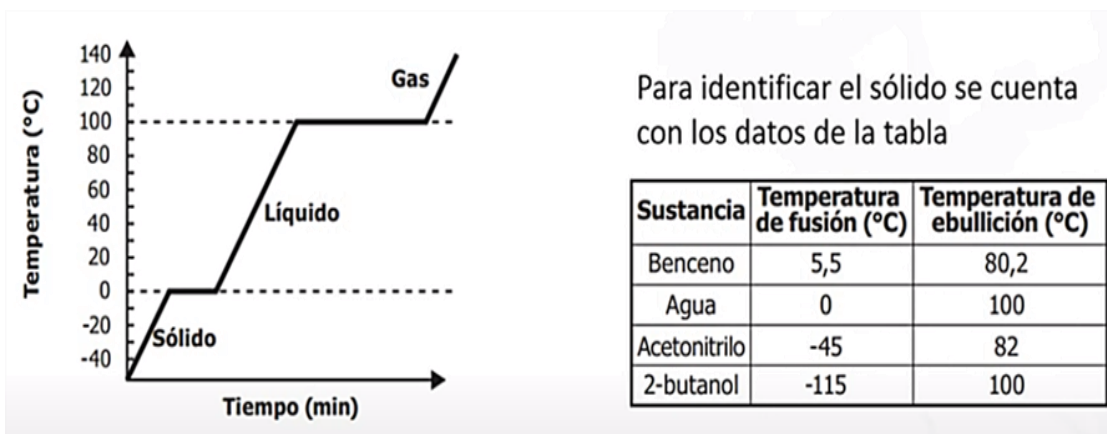 Temperatura (°C)
140
120
100
80
60
40
20
0
-20
-40
Gas
Líquido
Sólido
Tiempo (min)
Para identificar el sólido se cuenta
con los datos de la tabla
Sustancia Temperatura de fusión (°C) Temperatura de ebullición (°C)
Benceno 5,5 80,2
Agua 0 100
Acetonitrilo -45 82
2-butanol -115 100